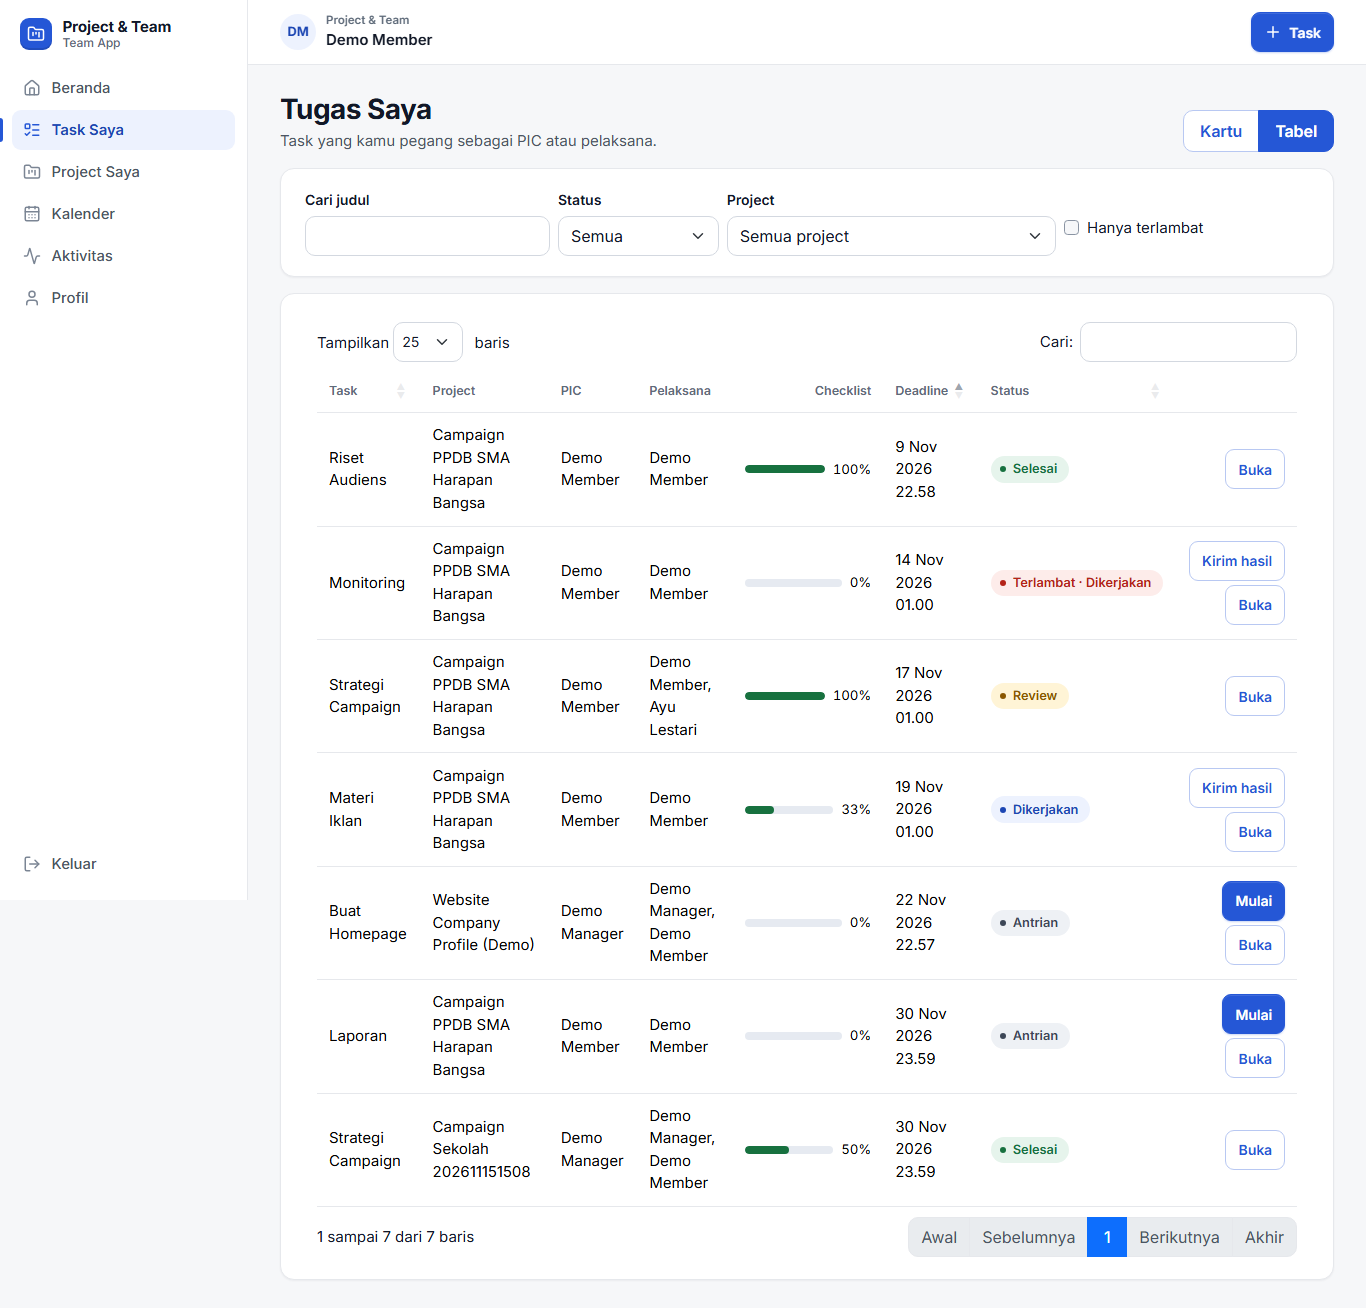 Project & Team
Team App
Beranda
Task Saya
Project Saya
Kalender
Aktivitas
Profil
Keluar
DM
Project & Team
Demo Member
+ Task
Tugas Saya
Task yang kamu pegang sebagai PIC atau pelaksana.
Kartu
Tabel
Cari judul
Status
Project
Semua
Semua project
Hanya terlambat
Tampilkan 25 baris
Cari:
Task Project PIC Pelaksana Checklist Deadline Status
Riset
Audiens
Campaign
PPDB SMA
Harapan
Bangsa
Demo
Member
Demo
Member
100%
9 Nov
2026
22.58
Selesai
Buka
Monitoring
Campaign
PPDB SMA
Harapan
Bangsa
Demo
Member
Demo
Member
0%
14 Nov
2026
01.00
Terlambat · Dikerjakan
Kirim hasil
Buka
Strategi
Campaign
Campaign
PPDB SMA
Harapan
Bangsa
Demo
Member
Demo
Member,
Ayu
Lestari
100%
17 Nov
2026
01.00
Review
Buka
Materi
Iklan
Campaign
PPDB SMA
Harapan
Bangsa
Demo
Member
Demo
Member
33%
19 Nov
2026
01.00
Dikerjakan
Kirim hasil
Buka
Buat
Homepage
Website
Company
Profile (Demo)
Demo
Manager
Demo
Manager,
Demo
Member
0%
22 Nov
2026
22.57
Antrian
Mulai
Buka
Laporan
Campaign
PPDB SMA
Harapan
Bangsa
Demo
Member
Demo
Member
0%
30 Nov
2026
23.59
Antrian
Mulai
Buka
Strategi
Campaign
Campaign
Sekolah
202611151508
Demo
Manager
Demo
Manager,
Demo
Member
50%
30 Nov
2026
23.59
Selesai
Buka
1 sampai 7 dari 7 baris
Awal Sebelumnya 1 Berikutnya Akhir